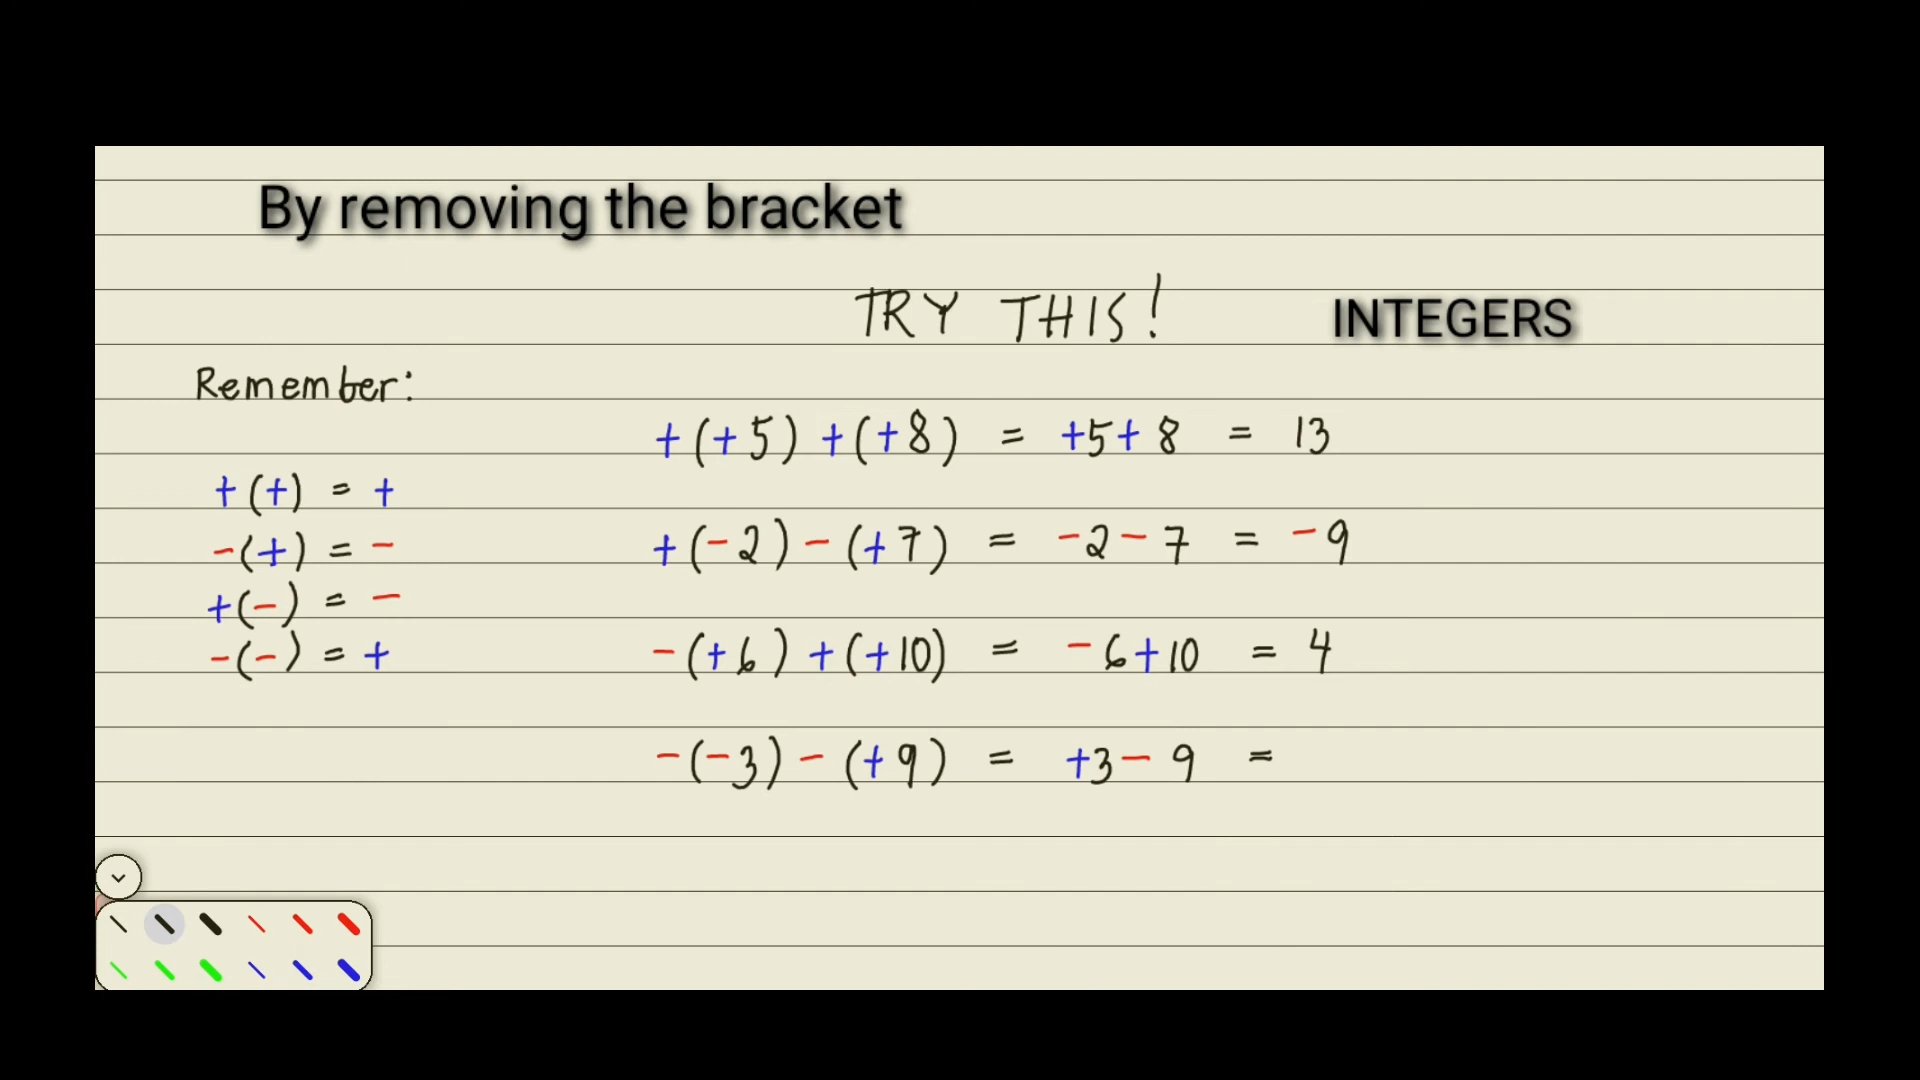 By removing the bracket
TRY THIS! INTEGERS
Remember:
+(+5) +(+8) = +5+ 8 = 13
+(+) = +
+(-2) - (+7) = -2- 7 = -9
-(+) = -
+(-) = -
-(+6) +(+10) = -6+10 = 4
-(-) = +
-(-3) - (+9) = +3- 9 =